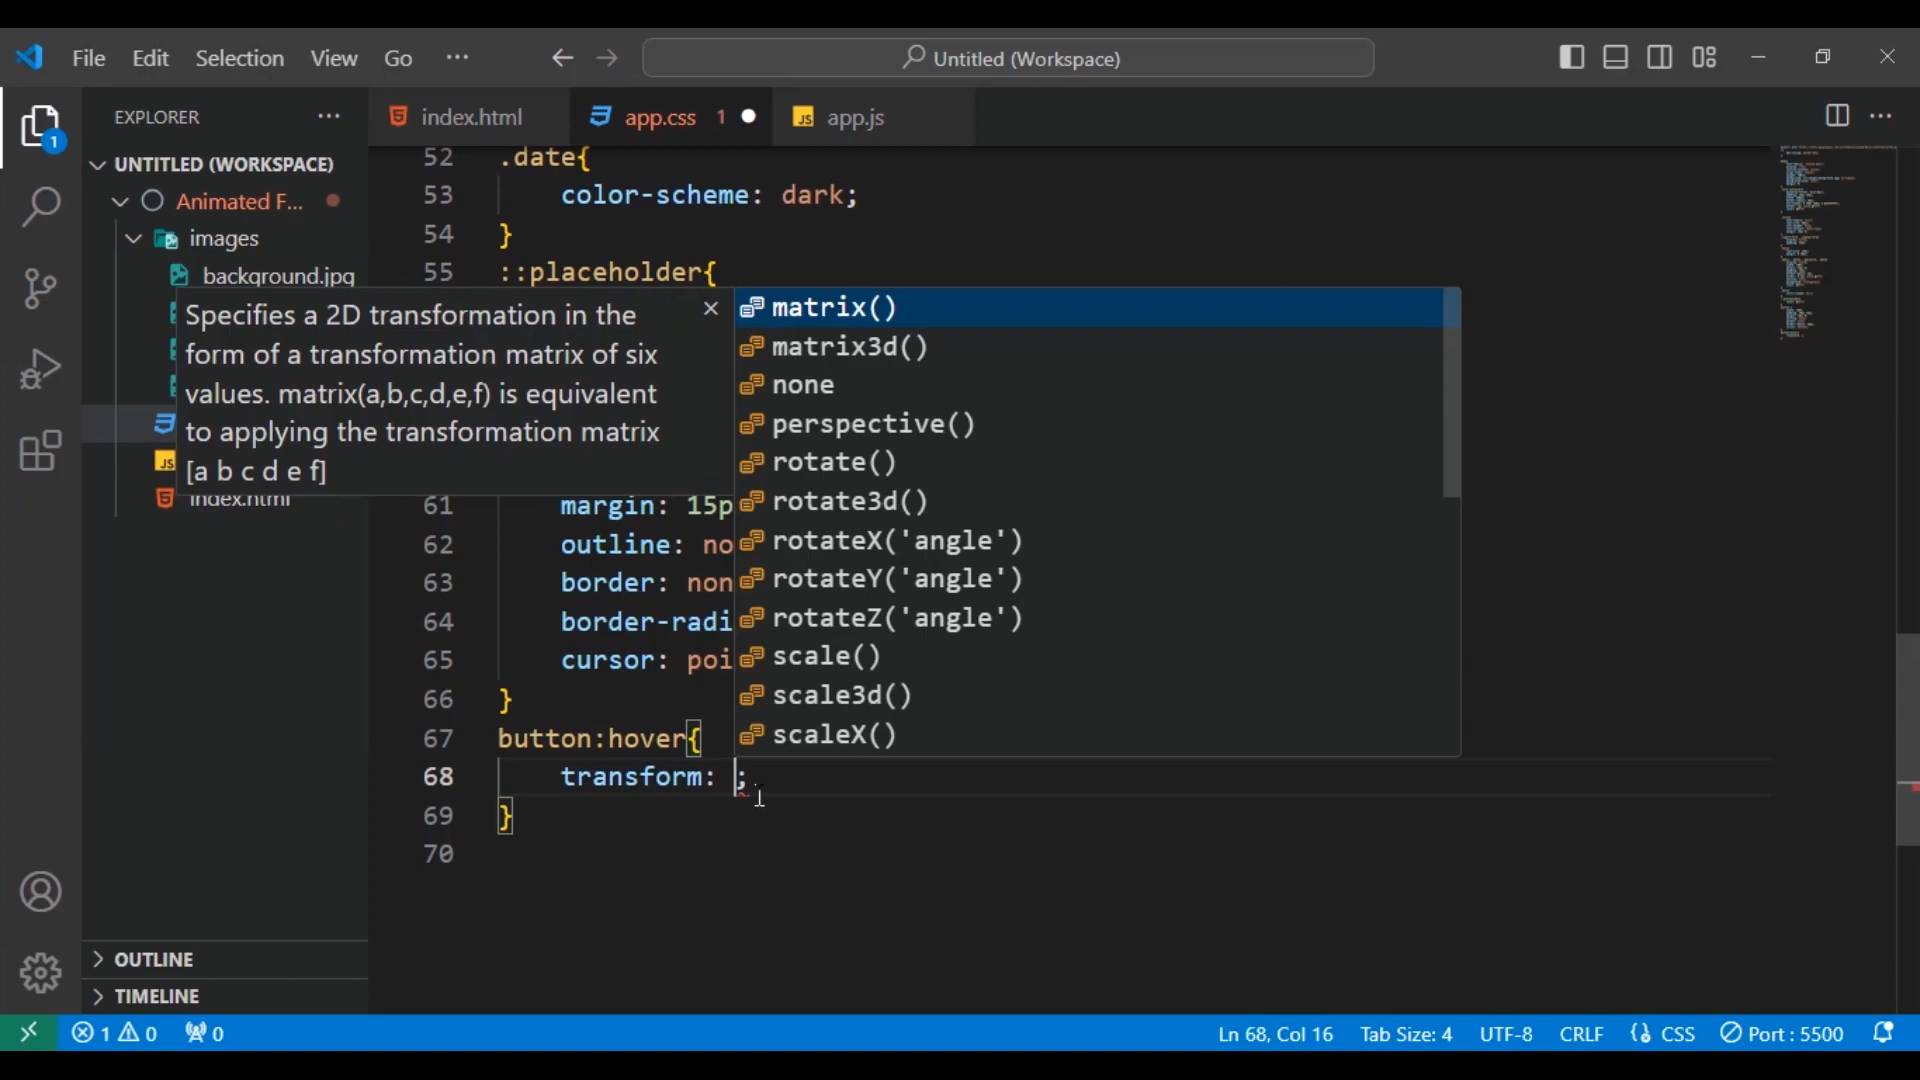 File Edit Selection View Go ···
Untitled (Workspace)
EXPLORER ···
UNTITLED (WORKSPACE)
Animated F...
images
background.jpg
JS
index.html
OUTLINE
TIMELINE
1
index.html
app.css 1
JS app.js
52 .date{
53 color-scheme: dark;
54 }
55 ::placeholder{
Specifies a 2D transformation in the
form of a transformation matrix of six
values. matrix(a,b,c,d,e,f) is equivalent
to applying the transformation matrix
[a b c d e f]
matrix()
matrix3d()
none
perspective()
rotate()
rotate3d()
rotateX('angle')
rotateY('angle')
rotateZ('angle')
scale()
scale3d()
scaleX()
61 margin: 15p
62 outline: no
63 border: non
64 border-radi
65 cursor: poi
66 }
67 button:hover{
68 transform: ;
69 }
70
1 0 0
Ln 68, Col 16 Tab Size: 4 UTF-8 CRLF CSS Port : 5500